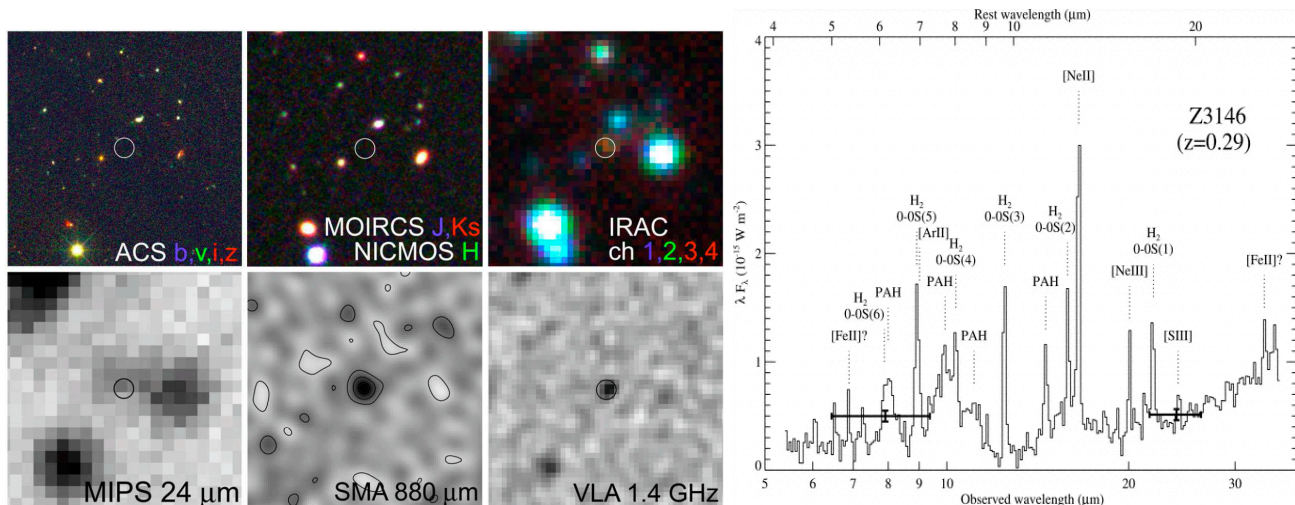 ACS b,v,i,z
MOIRCS J,Ks
NICMOS H
IRAC
ch 1,2,3,4
MIPS 24 μm
SMA 880 μm
VLA 1.4 GHz
Rest wavelength (μm)
4 5 6 7 8 9 10 20
Z3146
(z=0.29)
[NeII]
H2
0-0S(5)
[ArII]
H2
0-0S(4)
H2
0-0S(3)
H2
0-0S(2)
H2
0-0S(1)
[FeII]?
[NeIII]
PAH
H2
0-0S(6)
PAH
PAH
PAH
[FeII]?
[SIII]
λ Fλ (10-15 W m-2)
4
3
2
1
0
5 6 7 8 9 10 20 30
Observed wavelength (μm)